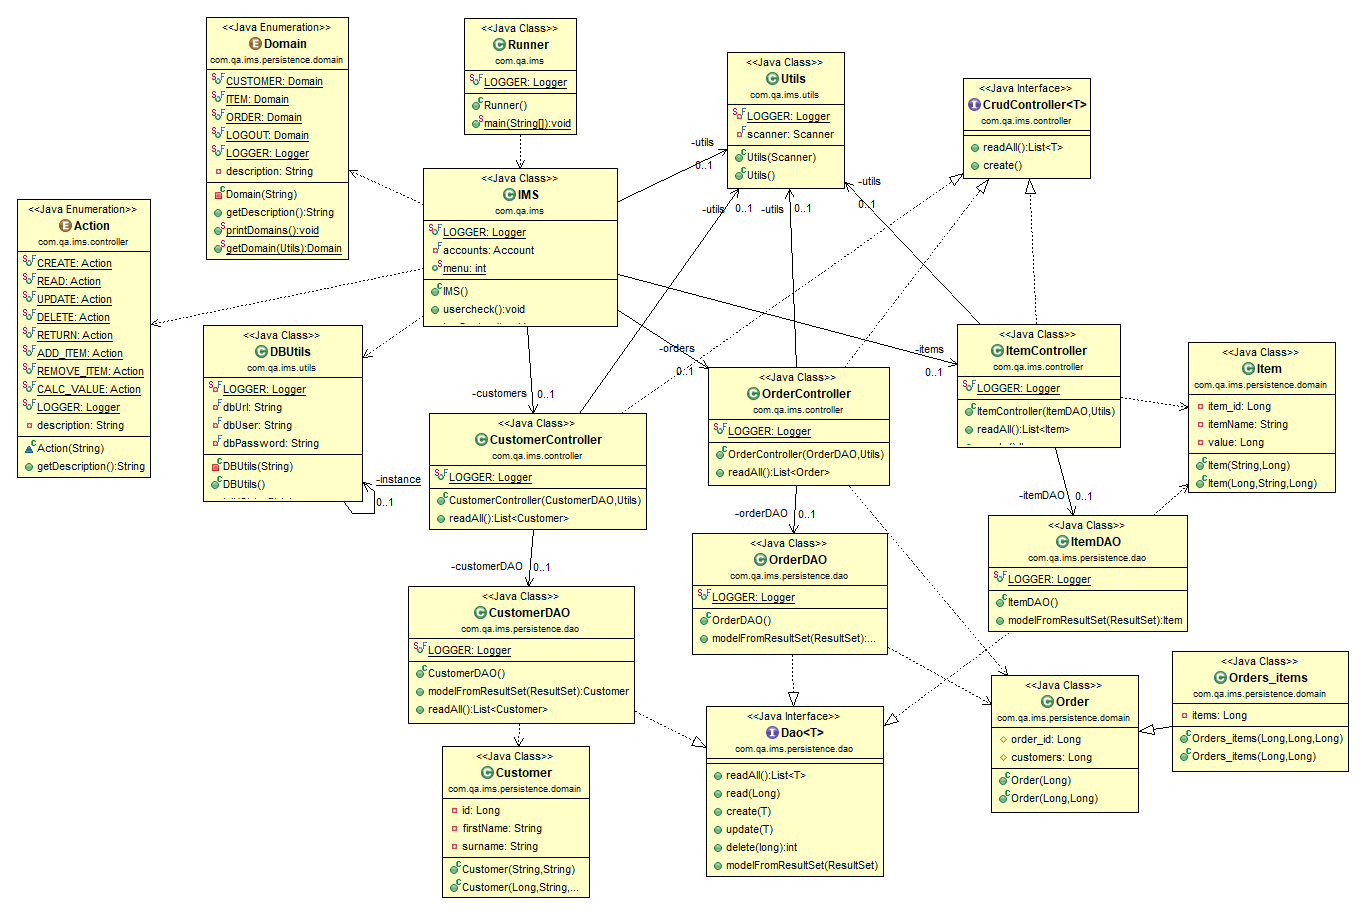 <<Java Enumeration>>
Domain
com.qa.ims.persistence.domain
CUSTOMER: Domain
ITEM: Domain
ORDER: Domain
LOGOUT: Domain
LOGGER: Logger
description: String
Domain(String)
getDescription():String
printDomains():void
getDomain(Utils):Domain
<<Java Class>>
Runner
com.qa.ims
LOGGER: Logger
Runner()
main(String[]):void
<<Java Class>>
Utils
com.qa.ims.utils
LOGGER: Logger
scanner: Scanner
Utils(Scanner)
Utils()
<<Java Interface>>
CrudController<T>
com.qa.ims.controller
readAll():List<T>
create()
<<Java Enumeration>>
Action
com.qa.ims.controller
CREATE: Action
READ: Action
UPDATE: Action
DELETE: Action
RETURN: Action
ADD_ITEM: Action
REMOVE_ITEM: Action
CALC_VALUE: Action
LOGGER: Logger
description: String
Action(String)
getDescription():String
<<Java Class>>
IMS
com.qa.ims
LOGGER: Logger
accounts: Account
menu: int
IMS()
usercheck():void
-utils
0..1
-utils
0..1
-utils
0..1
-utils
0..1
<<Java Class>>
DBUtils
com.qa.ims.utils
LOGGER: Logger
dbUrl: String
dbUser: String
dbPassword: String
DBUtils(String)
DBUtils()
-instance
0..1
-customers
0..1
-orders
0..1
-items
0..1
<<Java Class>>
CustomerController
com.qa.ims.controller
LOGGER: Logger
CustomerController(CustomerDAO,Utils)
readAll():List<Customer>
<<Java Class>>
OrderController
com.qa.ims.controller
LOGGER: Logger
OrderController(OrderDAO,Utils)
readAll():List<Order>
<<Java Class>>
ItemController
com.qa.ims.controller
LOGGER: Logger
ItemController(ItemDAO,Utils)
readAll():List<Item>
<<Java Class>>
Item
com.qa.ims.persistence.domain
item_id: Long
itemName: String
value: Long
Item(String,Long)
Item(Long,String,Long)
-customerDAO
0..1
-orderDAO
0..1
-itemDAO
0..1
<<Java Class>>
CustomerDAO
com.qa.ims.persistence.dao
LOGGER: Logger
CustomerDAO()
modelFromResultSet(ResultSet):Customer
readAll():List<Customer>
<<Java Class>>
OrderDAO
com.qa.ims.persistence.dao
LOGGER: Logger
OrderDAO()
modelFromResultSet(ResultSet):...
<<Java Class>>
ItemDAO
com.qa.ims.persistence.dao
LOGGER: Logger
ItemDAO()
modelFromResultSet(ResultSet):Item
<<Java Class>>
Customer
com.qa.ims.persistence.domain
id: Long
firstName: String
surname: String
Customer(String,String)
Customer(Long,String,...
<<Java Interface>>
Dao<T>
com.qa.ims.persistence.dao
readAll():List<T>
read(Long)
create(T)
update(T)
delete(long):int
modelFromResultSet(ResultSet)
<<Java Class>>
Order
com.qa.ims.persistence.domain
order_id: Long
customers: Long
Order(Long)
Order(Long,Long)
<<Java Class>>
Orders_items
com.qa.ims.persistence.domain
items: Long
Orders_items(Long,Long,Long)
Orders_items(Long,Long)